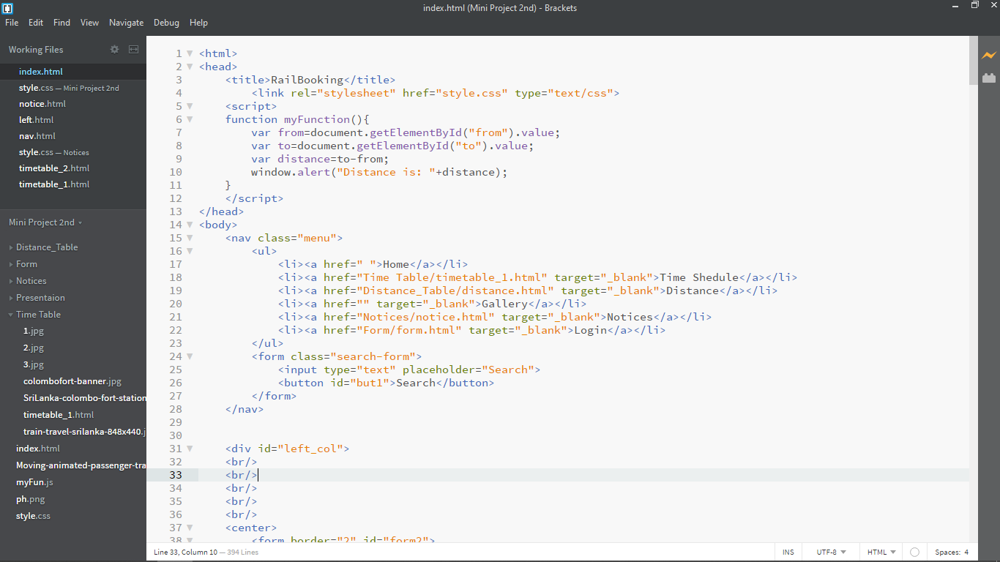 index.html (Mini Project 2nd) - Brackets
File Edit Find View Navigate Debug Help
Working Files
index.html
style.css — Mini Project 2nd
notice.html
left.html
nav.html
style.css — Notices
timetable_2.html
timetable_1.html
Mini Project 2nd
Distance_Table
Form
Notices
Presentaion
Time Table
1.jpg
2.jpg
3.jpg
colombofort-banner.jpg
SriLanka-colombo-fort-station
timetable_1.html
train-travel-srilanka-848x440.j
index.html
Moving-animated-passenger-tra
myFun.js
ph.png
style.css
1 <html>
2 <head>
3 <title>RailBooking</title>
4 <link rel="stylesheet" href="style.css" type="text/css">
5 <script>
6 function myFunction(){
7 var from=document.getElementById("from").value;
8 var to=document.getElementById("to").value;
9 var distance=to-from;
10 window.alert("Distance is: "+distance);
11 }
12 </script>
13 </head>
14 <body>
15 <nav class="menu">
16 <ul>
17 <li><a href=" ">Home</a></li>
18 <li><a href="Time Table/timetable_1.html" target="_blank">Time Shedule</a></li>
19 <li><a href="Distance_Table/distance.html" target="_blank">Distance</a></li>
20 <li><a href="" target="_blank">Gallery</a></li>
21 <li><a href="Notices/notice.html" target="_blank">Notices</a></li>
22 <li><a href="Form/form.html" target="_blank">Login</a></li>
23 </ul>
24 <form class="search-form">
25 <input type="text" placeholder="Search">
26 <button id="but1">Search</button>
27 </form>
28 </nav>
29
30
31 <div id="left_col">
32 <br/>
33 <br/>
34 <br/>
35 <br/>
36 <br/>
37 <center>
38 <form border="2" id="form2">
Line 33, Column 10 — 394 Lines INS UTF-8 HTML Spaces: 4